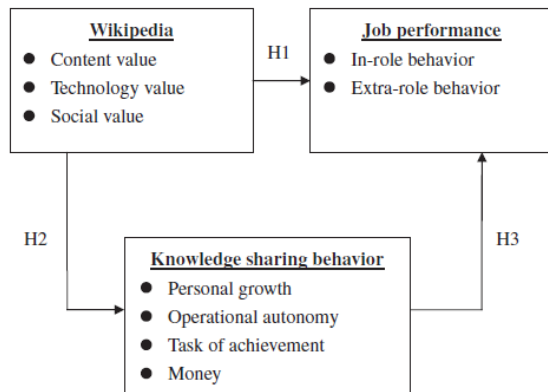 Wikipedia
● Content value
● Technology value
● Social value
H1
Job performance
● In-role behavior
● Extra-role behavior
H2
H3
Knowledge sharing behavior
● Personal growth
● Operational autonomy
● Task of achievement
● Money